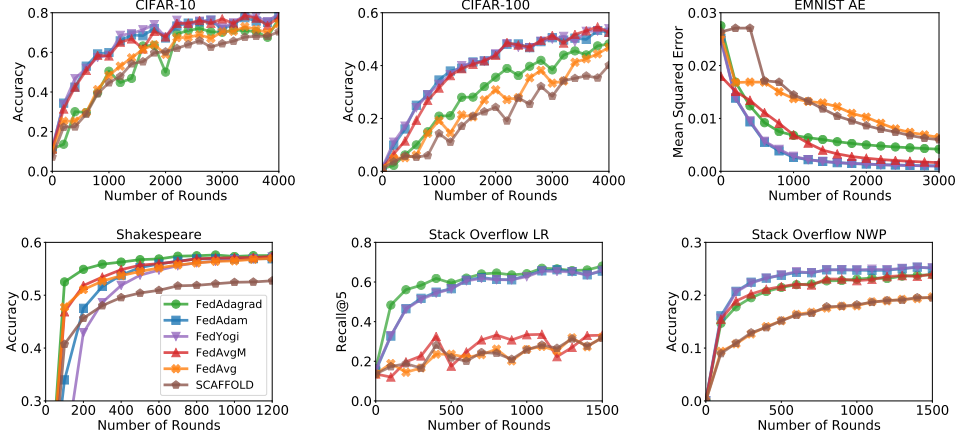 CIFAR-10
CIFAR-100
EMNIST AE
Accuracy
0.8
0.6
0.4
0.2
0.0
0 1000 2000 3000 4000
Number of Rounds
Accuracy
0.6
0.4
0.2
0.0
0 1000 2000 3000 4000
Number of Rounds
Mean Squared Error
0.03
0.02
0.01
0.00
0 1000 2000 3000
Number of Rounds
Shakespeare
Stack Overflow LR
Stack Overflow NWP
Accuracy
0.6
0.5
0.4
0.3
FedAdagrad
FedAdam
FedYogi
FedAvgM
FedAvg
SCAFFOLD
0 200 400 600 800 1000 1200
Number of Rounds
Recall@5
0.8
0.6
0.4
0.2
0.0
0 500 1000 1500
Number of Rounds
Accuracy
0.3
0.2
0.1
0.0
0 500 1000 1500
Number of Rounds